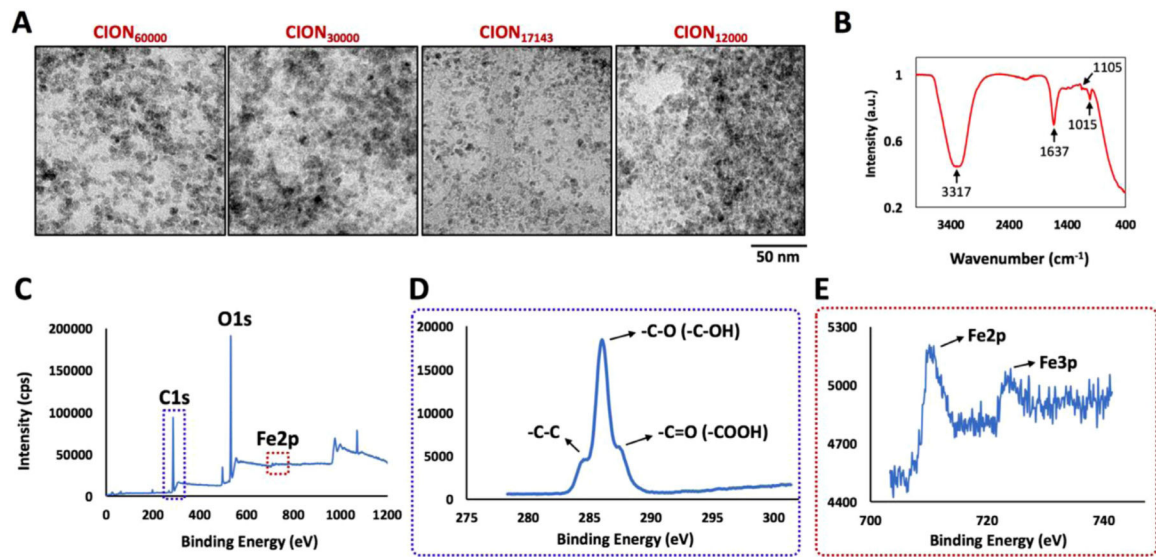 A
CION60000 CION30000 CION17143 CION12000
50 nm
B
Intensity (a.u.)
1
0.6
0.2
1105
1015
1637
3317
3400 2400 1400 400
Wavenumber (cm-1)
C
Intensity (cps)
200000
150000
100000
50000
0
O1s
C1s
Fe2p
0 200 400 600 800 1000 1200
Binding Energy (eV)
D
20000
15000
10000
5000
0
-C-O (-C-OH)
-C-C
-C=O (-COOH)
275 280 285 290 295 300
Binding Energy (eV)
E
5300
5000
4700
4400
Fe2p
Fe3p
700 720 740
Binding Energy (eV)